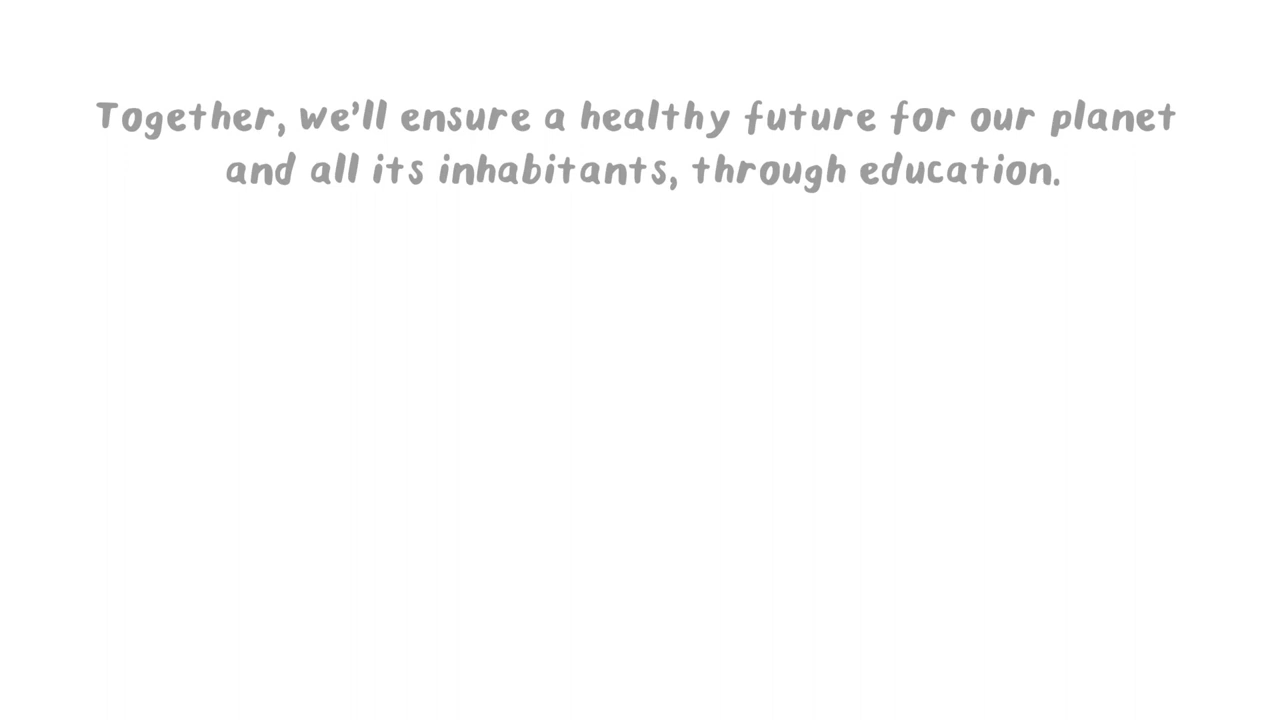 Together, we'll ensure a healthy future for our planet
and all its inhabitants, through education.